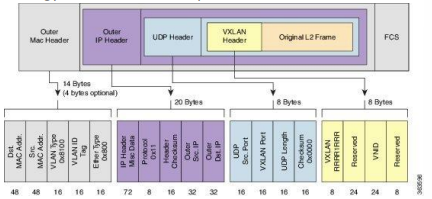 Outer
Mac Header
Outer
IP Header
UDP Header
VXLAN
Header
Original L2 Frame
FCS
14 Bytes
(4 bytes optional)
20 Bytes
8 Bytes
8 Bytes
Dst.
MAC Addr.
Src.
MAC Addr.
VLAN Type
0x8100
VLAN ID
Tag
Ether Type
0x0800
IP Header
Misc Data
Protocol
0x11
Header
Checksum
Outer
Src. IP
Outer
Dst. IP
UDP
Src. Port
VXLAN Port
UDP Length
Checksum
0x0000
VXLAN
RRRR1RRR
Reserved
VNID
Reserved
48
48
16
16
16
72
8
16
32
32
16
16
16
16
8
24
24
8